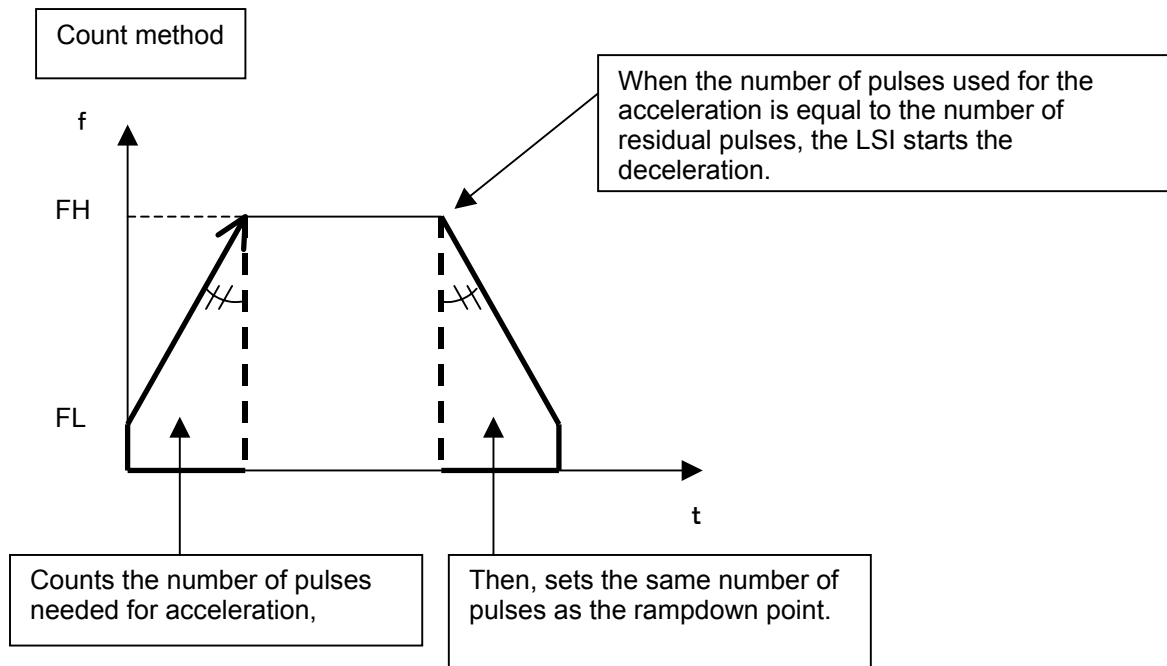 Count method
When the number of pulses used for the
acceleration is equal to the number of
residual pulses, the LSI starts the
deceleration.
f
FH
FL
t
Counts the number of pulses
needed for acceleration,
Then, sets the same number of
pulses as the rampdown point.